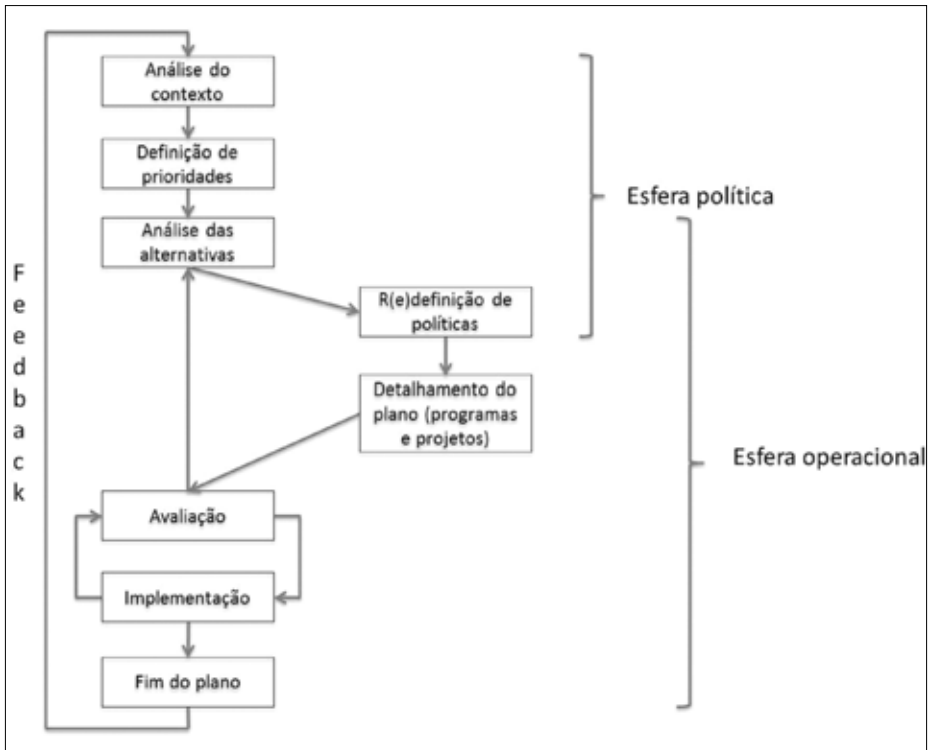 Análise do
contexto
Definição de
prioridades
Análise das
alternativas
R(e)definição de
políticas
Detalhamento do
plano (programas
e projetos)
Avaliação
Implementação
Fim do plano
F
e
e
d
b
a
c
k
Esfera política
Esfera operacional